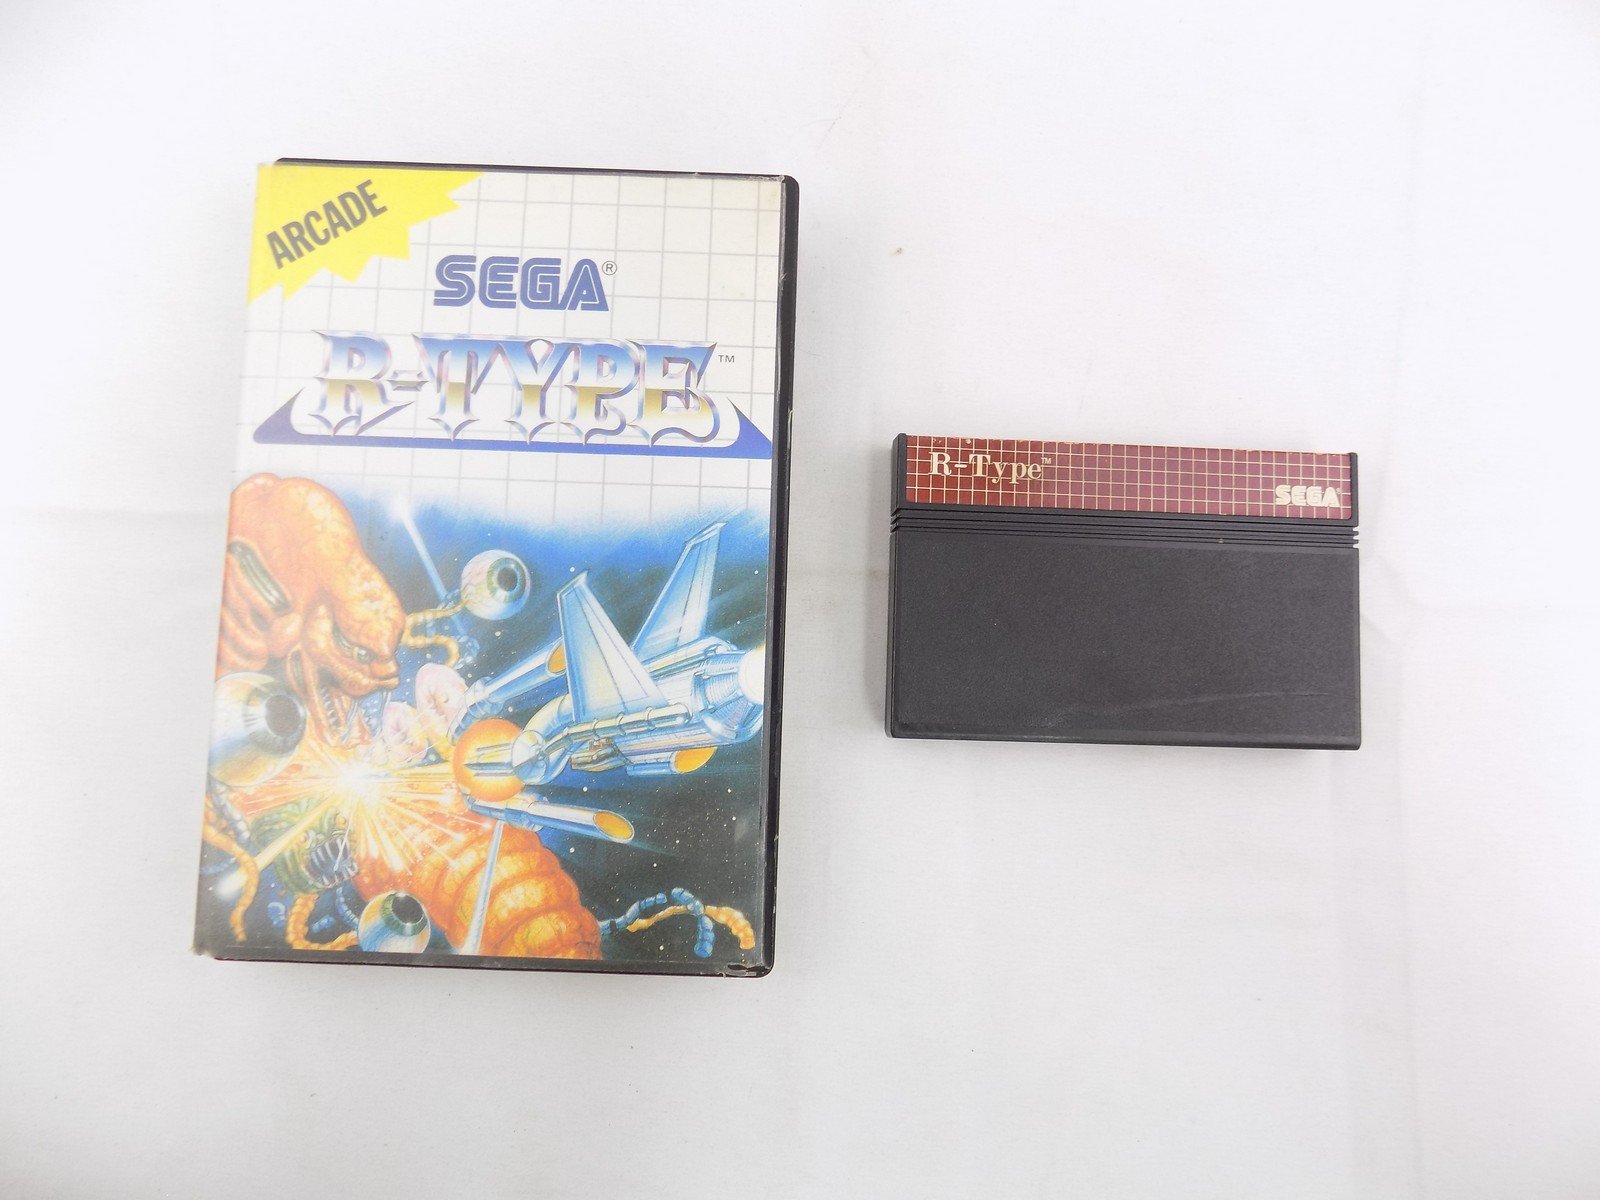 ARCADE
SEGA®
R-TYPE™
R-Type™
SEGA